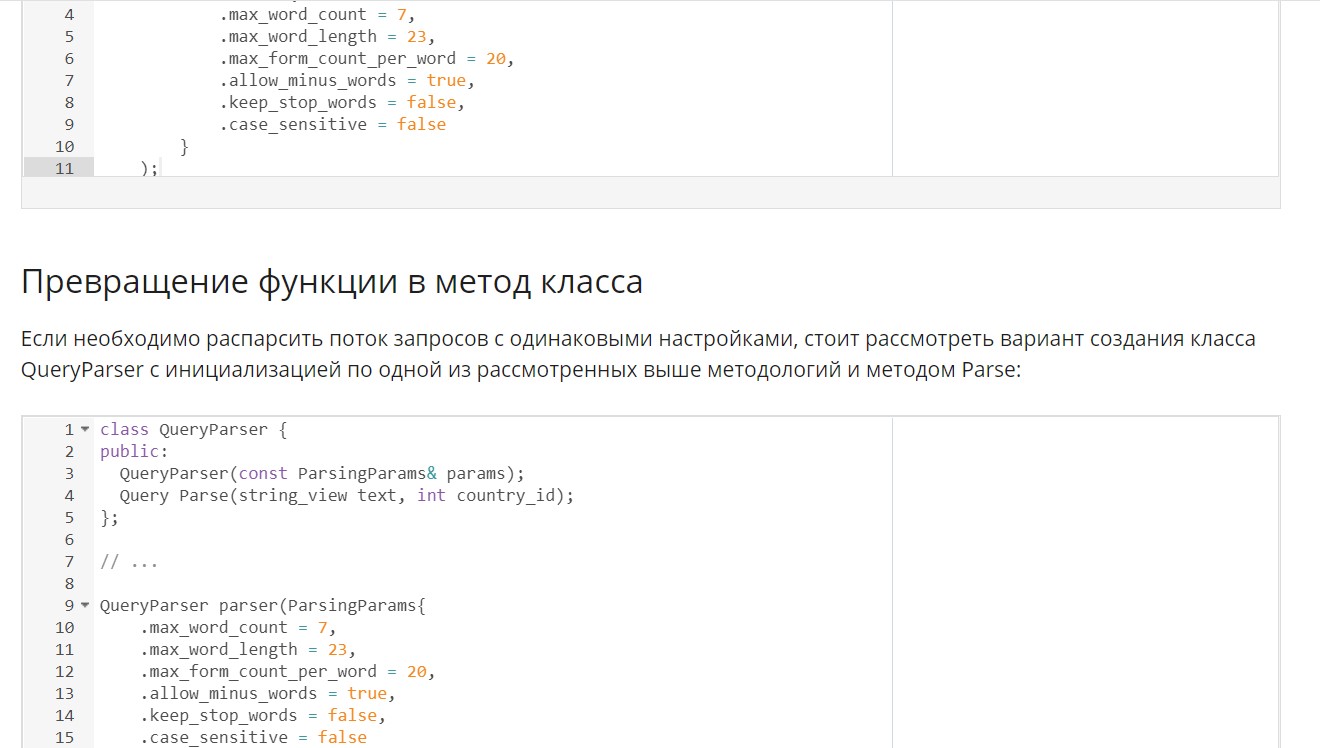 4 .max_word_count = 7,
5 .max_word_length = 23,
6 .max_form_count_per_word = 20,
7 .allow_minus_words = true,
8 .keep_stop_words = false,
9 .case_sensitive = false
10 }
11 );
Превращение функции в метод класса
Если необходимо распарсить поток запросов с одинаковыми настройками, стоит рассмотреть вариант создания класса
QueryParser с инициализацией по одной из рассмотренных выше методологий и методом Parse:
1 class QueryParser {
2 public:
3 QueryParser(const ParsingParams& params);
4 Query Parse(string_view text, int country_id);
5 };
6
7 // ...
8
9 QueryParser parser(ParsingParams{
10 .max_word_count = 7,
11 .max_word_length = 23,
12 .max_form_count_per_word = 20,
13 .allow_minus_words = true,
14 .keep_stop_words = false,
15 .case_sensitive = false